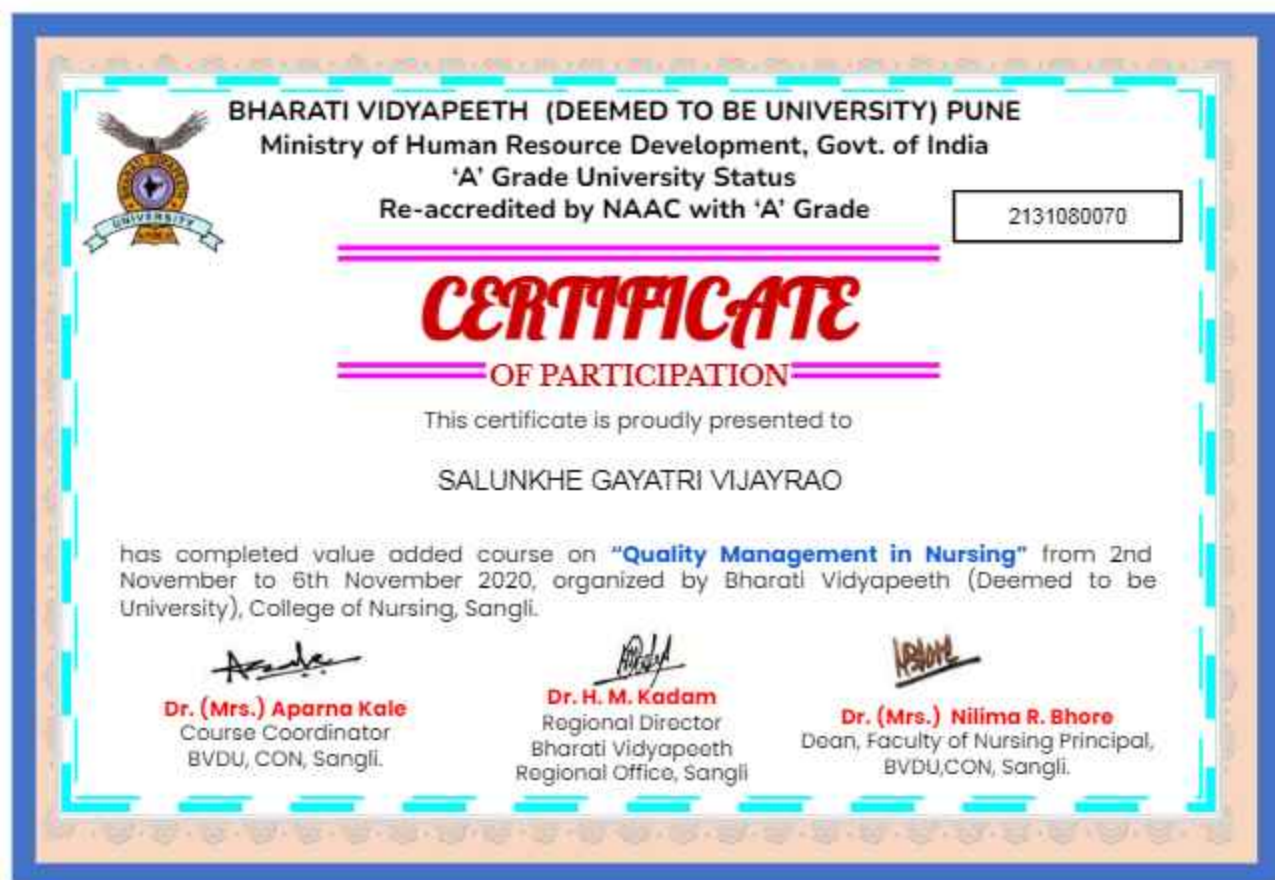 BHARATI VIDYAPEETH (DEEMED TO BE UNIVERSITY) PUNE
Ministry of Human Resource Development, Govt. of India
‘A’ Grade University Status
Re-accredited by NAAC with ‘A’ Grade
2131080070
BHARATI VIDYAPEETH
UNIVERSITY
CERTIFICATE
OF PARTICIPATION
This certificate is proudly presented to
SALUNKHE GAYATRI VIJAYRAO
has completed value added course on “Quality Management in Nursing” from 2nd
November to 6th November 2020, organized by Bharati Vidyapeeth (Deemed to be
University), College of Nursing, Sangli.
Dr. (Mrs.) Aparna Kale
Course Coordinator
BVDU, CON, Sangli.
Dr. H. M. Kadam
Regional Director
Bharati Vidyapeeth
Regional Office, Sangli
Dr. (Mrs.) Nilima R. Bhore
Dean, Faculty of Nursing Principal,
BVDU,CON, Sangli.